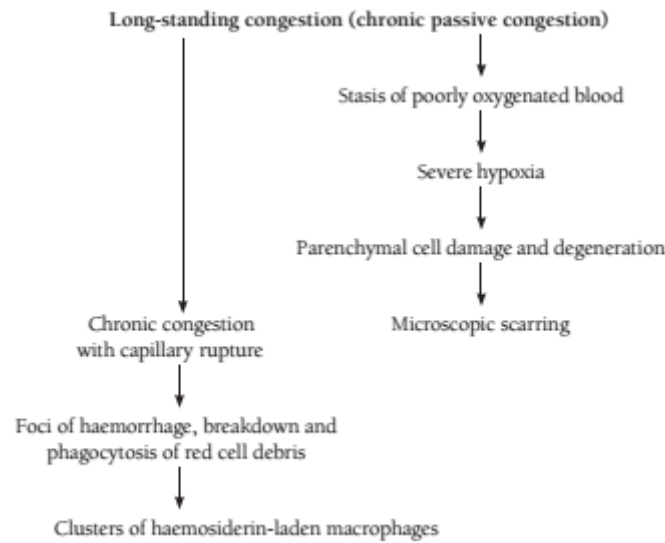 Long-standing congestion (chronic passive congestion)
Stasis of poorly oxygenated blood
Severe hypoxia
Parenchymal cell damage and degeneration
Microscopic scarring
Chronic congestion
with capillary rupture
Foci of haemorrhage, breakdown and
phagocytosis of red cell debris
Clusters of haemosiderin-laden macrophages